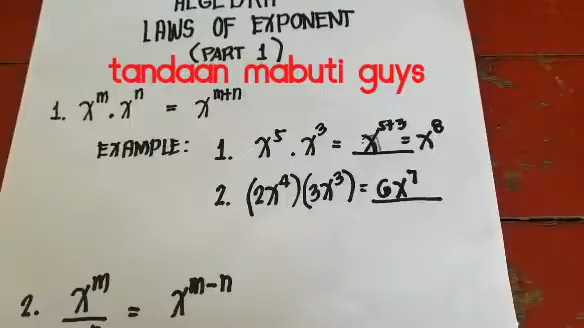 ALGEBRA
LAWS OF EXPONENT
(PART 1)
tandaan mabuti guys
1. x^m . x^n = x^{m+n}
EXAMPLE: 1. x^5 . x^3 = x^{5+3} = x^8
2. (2x^4)(3x^3) = 6x^7
2. x^m/ = x^{m-n}